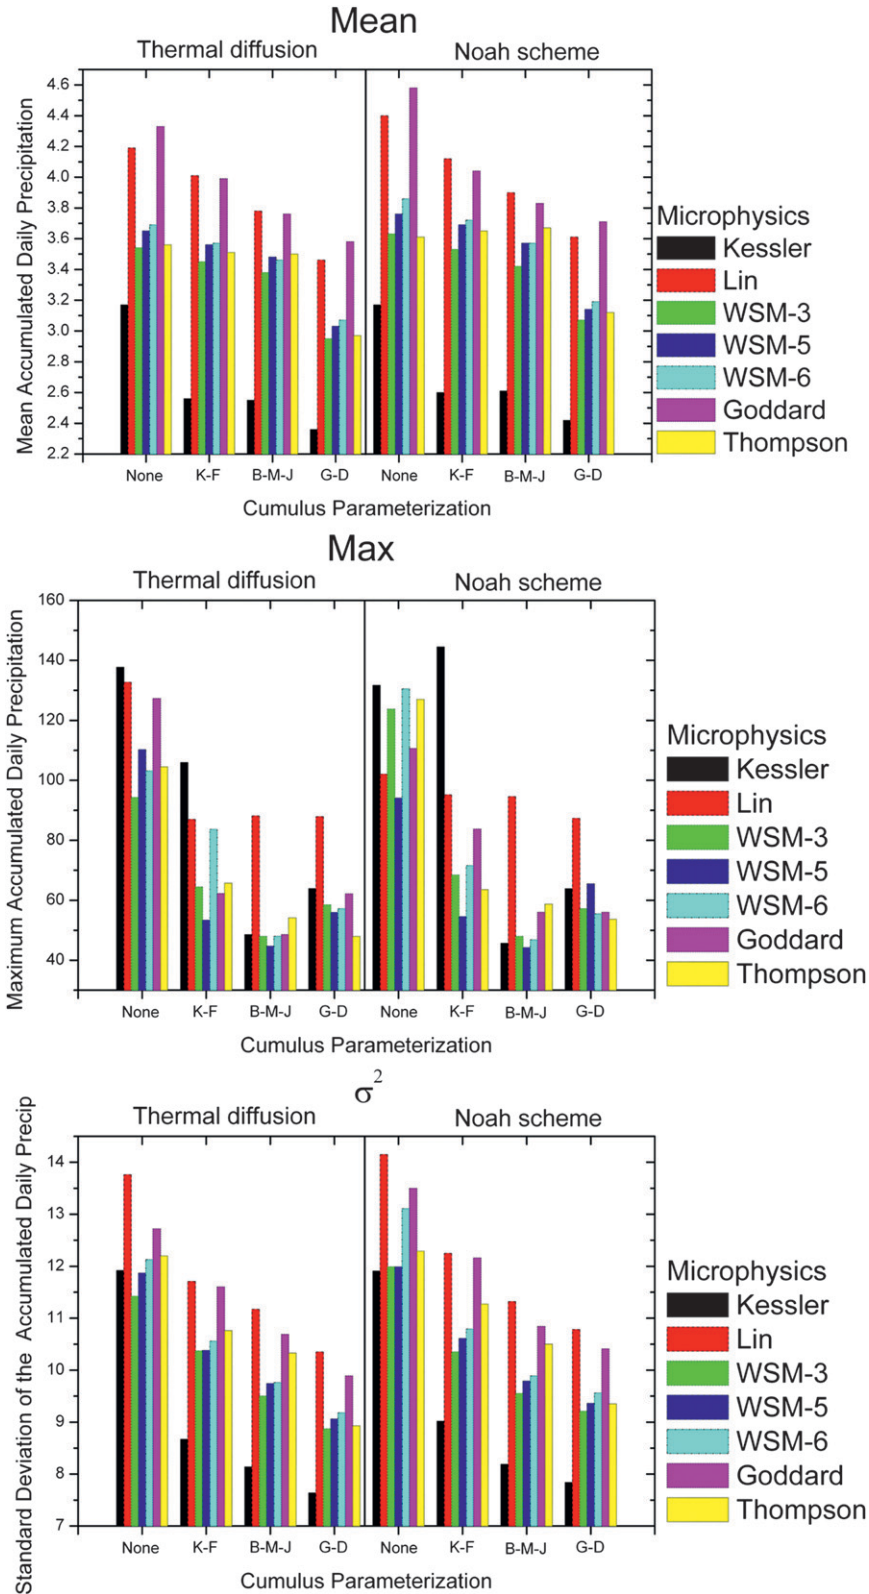 Mean
Thermal diffusion
Noah scheme
Mean Accumulated Daily Precipitation
4.6
4.4
4.2
4.0
3.8
3.6
3.4
3.2
3.0
2.8
2.6
2.4
2.2
None K-F B-M-J G-D None K-F B-M-J G-D
Cumulus Parameterization
Microphysics
Kessler
Lin
WSM-3
WSM-5
WSM-6
Goddard
Thompson
Max
Thermal diffusion
Noah scheme
Maximum Accumulated Daily Precipitation
160
140
120
100
80
60
40
None K-F B-M-J G-D None K-F B-M-J G-D
Cumulus Parameterization
Microphysics
Kessler
Lin
WSM-3
WSM-5
WSM-6
Goddard
Thompson
σ²
Thermal diffusion
Noah scheme
Standard Deviation of the Accumulated Daily Precip
14
13
12
11
10
9
8
7
None K-F B-M-J G-D None K-F B-M-J G-D
Cumulus Parameterization
Microphysics
Kessler
Lin
WSM-3
WSM-5
WSM-6
Goddard
Thompson